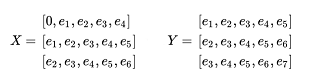 [0, e₁, e₂, e₃, e₄] [e₁, e₂, e₃, e₄, e₅]
X = [e₁, e₂, e₃, e₄, e₅] Y = [e₂, e₃, e₄, e₅, e₆]
[e₂, e₃, e₄, e₅, e₆] [e₃, e₄, e₅, e₆, e₇]